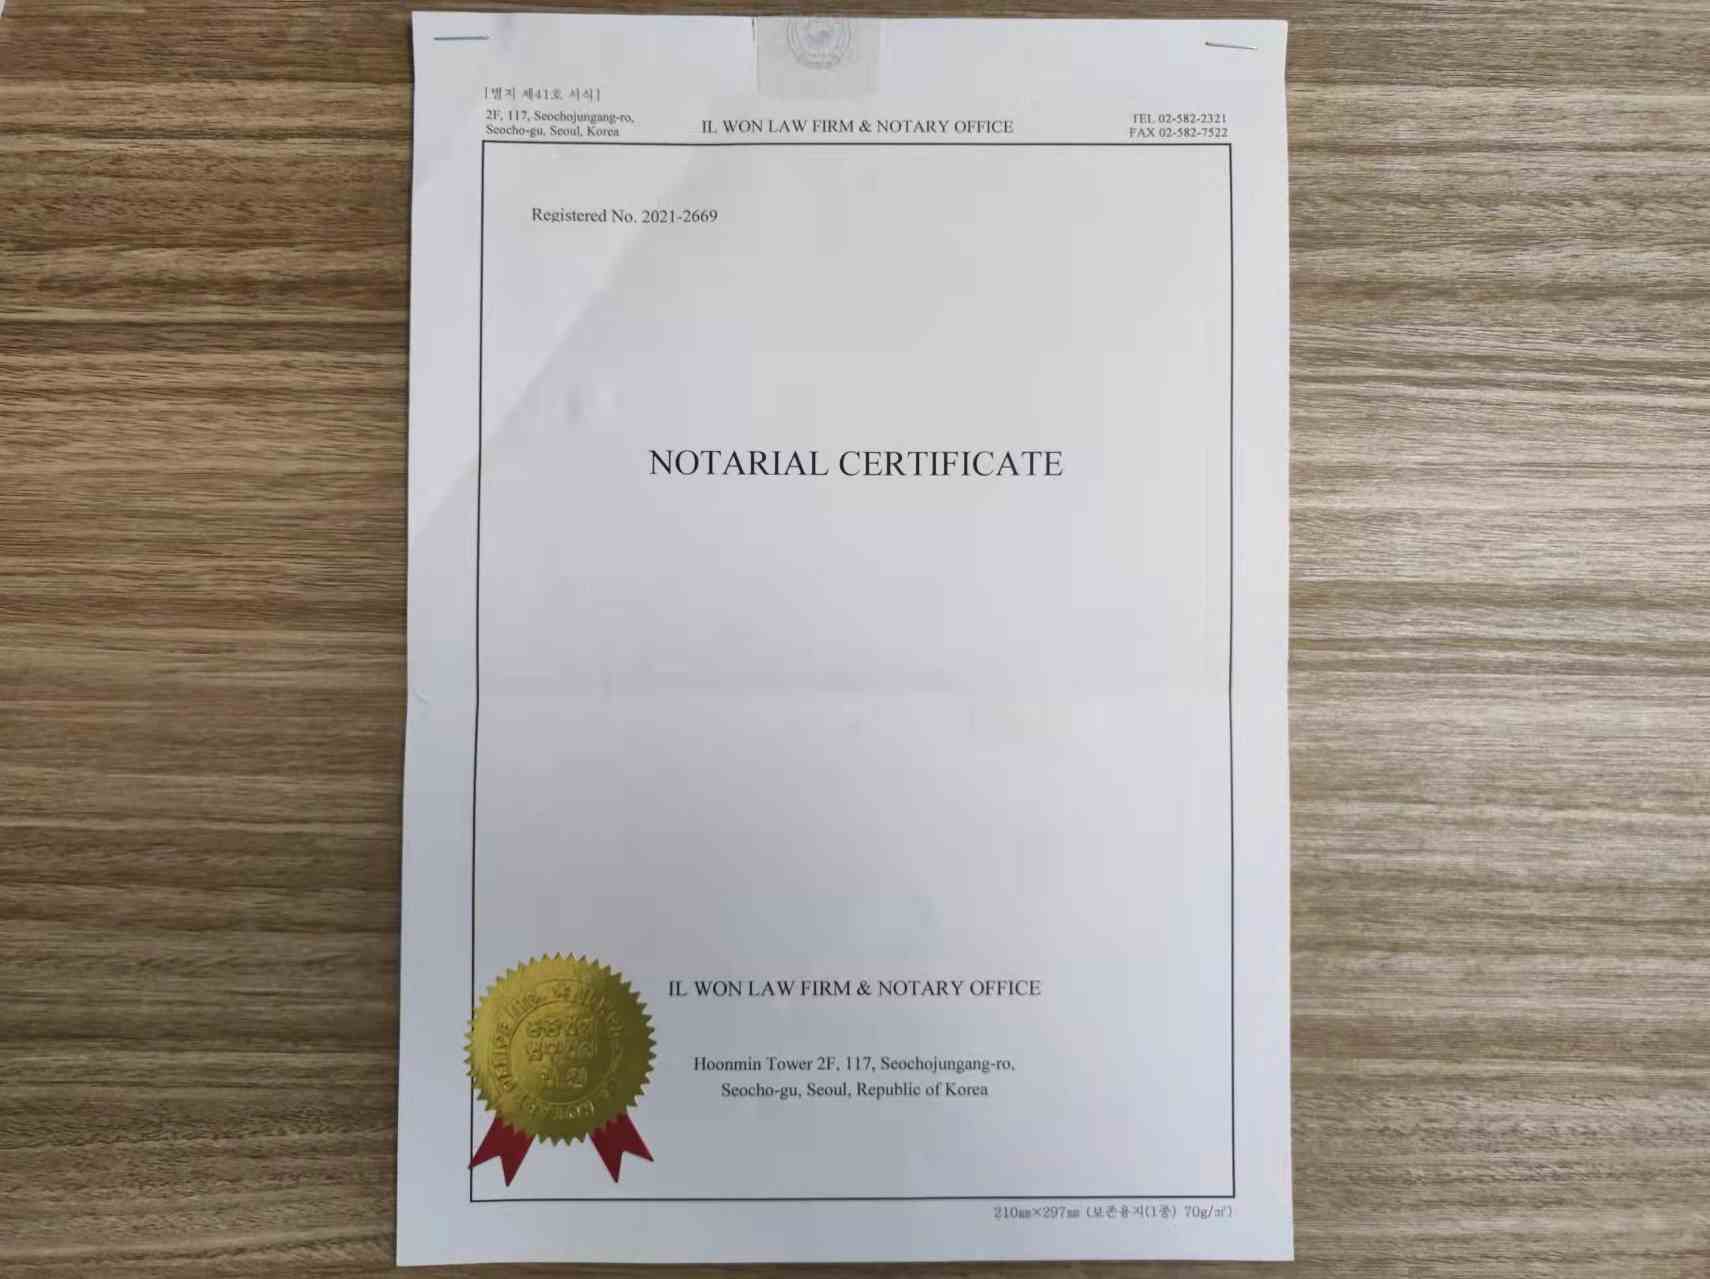 [별지 제41호 서식]
2F, 117, Seochojungang-ro,
Seocho-gu, Seoul, Korea
IL WON LAW FIRM & NOTARY OFFICE
TEL 02-582-2321
FAX 02-582-7522
Registered No. 2021-2669
NOTARIAL CERTIFICATE
IL WON LAW FIRM & NOTARY OFFICE
Hoonmin Tower 2F, 117, Seochojungang-ro,
Seocho-gu, Seoul, Republic of Korea
210㎜×297㎜ (보존용지(1종) 70g/㎡)